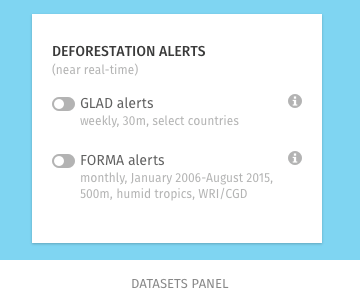 DEFORESTATION ALERTS
(near real-time)
GLAD alerts
weekly, 30m, select countries
FORMA alerts
monthly, January 2006-August 2015,
500m, humid tropics, WRI/CGD
DATASETS PANEL